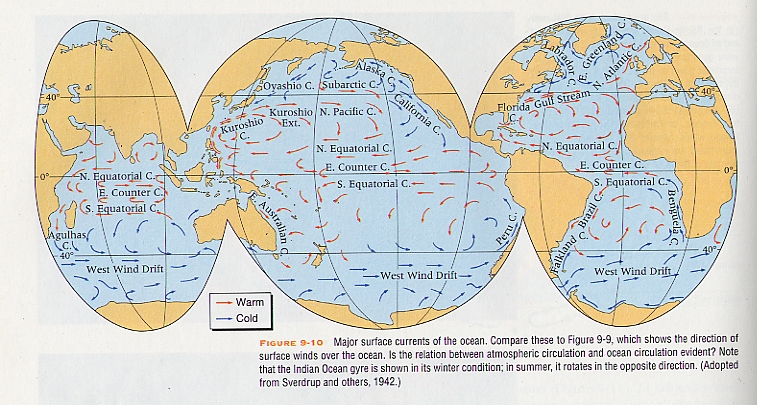 Labrador C.
E. Greenland C.
N. Atlantic C.
Alaska C.
Oyashio C.
Subarctic C.
California C.
40°
40°
Florida C.
Gulf Stream
Kuroshio C.
Kuroshio Ext.
N. Pacific C.
N. Equatorial C.
N. Equatorial C.
E. Counter C.
E. Counter C.
0°
0°
N. Equatorial C.
S. Equatorial C.
S. Equatorial C.
E. Counter C.
S. Equatorial C.
E. Australian C.
Peru C.
Brazil C.
Benguela C.
Falkland C.
Agulhas C.
40°
40°
West Wind Drift
West Wind Drift
West Wind Drift
Warm
Cold
FIGURE 9-10 Major surface currents of the ocean. Compare these to Figure 9-9, which shows the direction of
surface winds over the ocean. Is the relation between atmospheric circulation and ocean circulation evident? Note
that the Indian Ocean gyre is shown in its winter condition; in summer, it rotates in the opposite direction. (Adopted
from Sverdrup and others, 1942.)